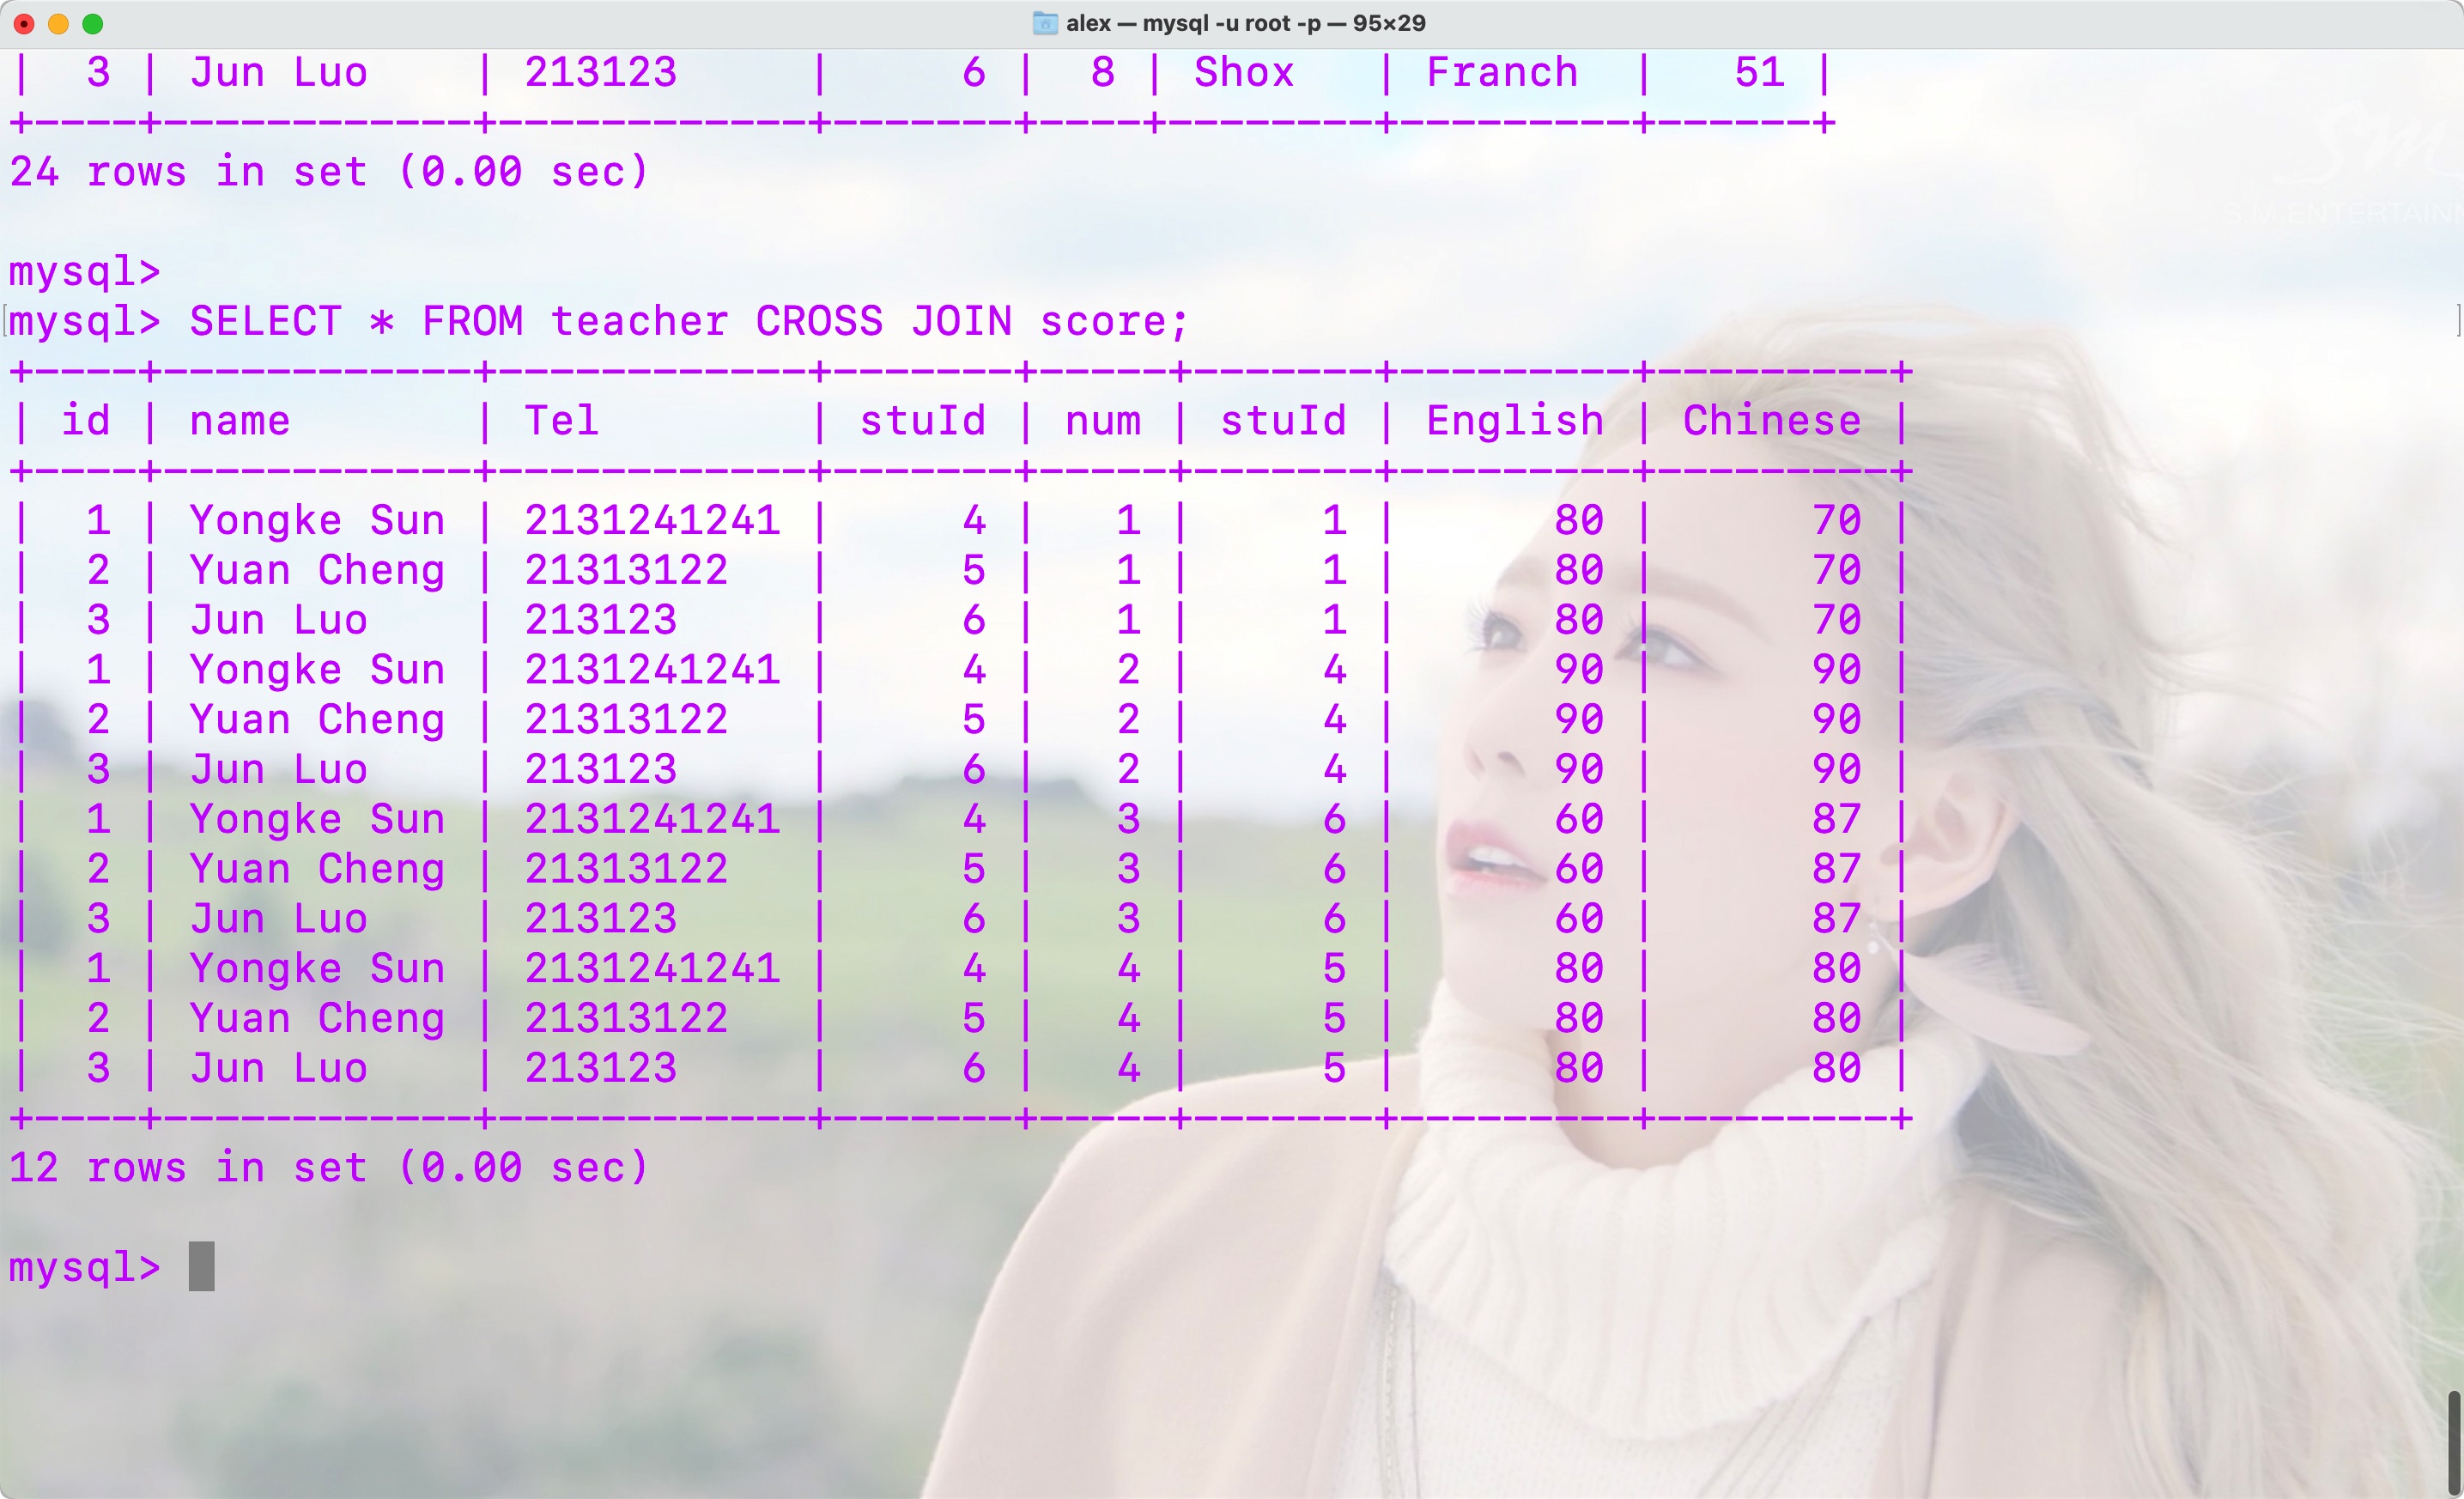 alex — mysql -u root -p — 95×29
|  3 | Jun Luo    | 213123     |     6 |  8 | Shox   | Franch  |   51 |
+----+------------+------------+-------+----+--------+---------+------+
24 rows in set (0.00 sec)
mysql>
[mysql> SELECT * FROM teacher CROSS JOIN score; ]
+----+------------+------------+-------+-----+-------+---------+---------+
| id | name       | Tel        | stuId | num | stuId | English | Chinese |
+----+------------+------------+-------+-----+-------+---------+---------+
|  1 | Yongke Sun | 2131241241 |     4 |   1 |     1 |      80 |      70 |
|  2 | Yuan Cheng | 21313122   |     5 |   1 |     1 |      80 |      70 |
|  3 | Jun Luo    | 213123     |     6 |   1 |     1 |      80 |      70 |
|  1 | Yongke Sun | 2131241241 |     4 |   2 |     4 |      90 |      90 |
|  2 | Yuan Cheng | 21313122   |     5 |   2 |     4 |      90 |      90 |
|  3 | Jun Luo    | 213123     |     6 |   2 |     4 |      90 |      90 |
|  1 | Yongke Sun | 2131241241 |     4 |   3 |     6 |      60 |      87 |
|  2 | Yuan Cheng | 21313122   |     5 |   3 |     6 |      60 |      87 |
|  3 | Jun Luo    | 213123     |     6 |   3 |     6 |      60 |      87 |
|  1 | Yongke Sun | 2131241241 |     4 |   4 |     5 |      80 |      80 |
|  2 | Yuan Cheng | 21313122   |     5 |   4 |     5 |      80 |      80 |
|  3 | Jun Luo    | 213123     |     6 |   4 |     5 |      80 |      80 |
+----+------------+------------+-------+-----+-------+---------+---------+
12 rows in set (0.00 sec)
mysql>